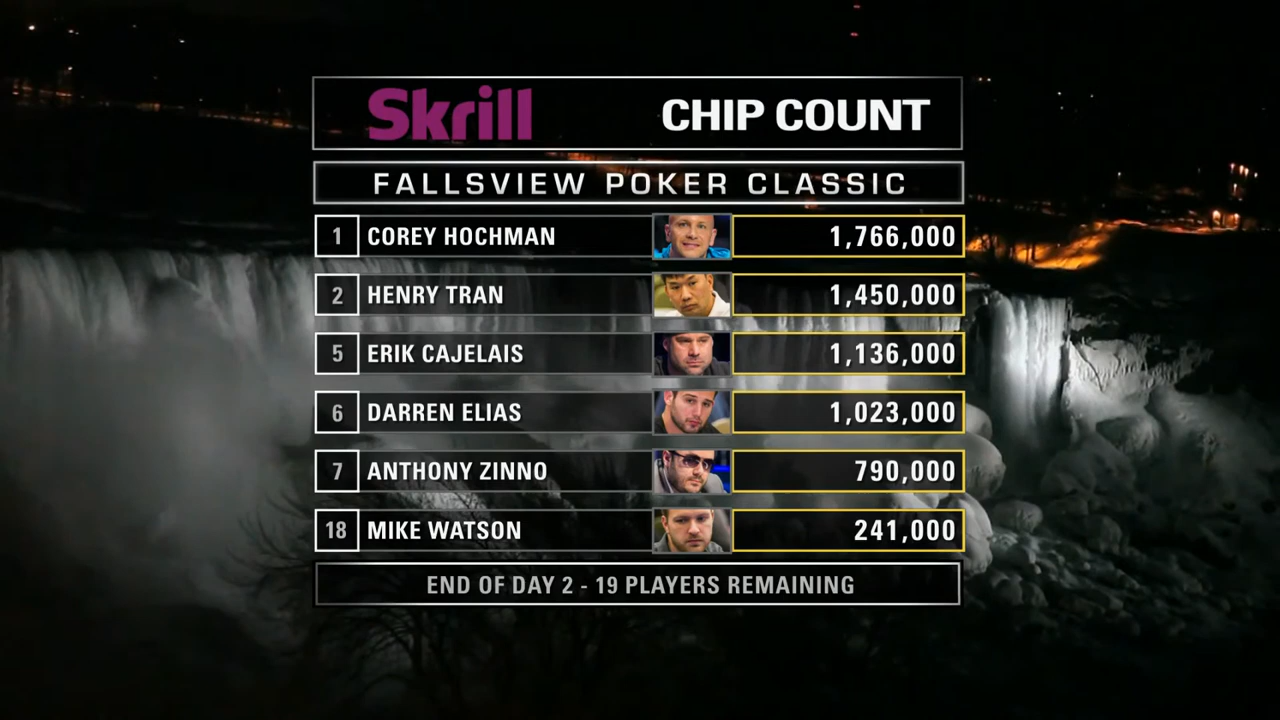 Skrill CHIP COUNT
FALLSVIEW POKER CLASSIC
1 COREY HOCHMAN 1,766,000
2 HENRY TRAN 1,450,000
5 ERIK CAJELAIS 1,136,000
6 DARREN ELIAS 1,023,000
7 ANTHONY ZINNO 790,000
18 MIKE WATSON 241,000
END OF DAY 2 - 19 PLAYERS REMAINING